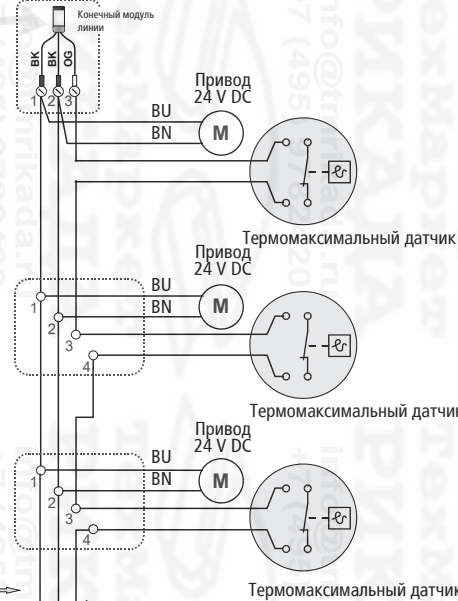 Конечный модуль
линии
BK
BK
OG
1
2
3
Привод
24 V DC
BU
BN
M
Термомаксимальный датчик
Привод
24 V DC
BU
BN
M
1
2
3
4
Термомаксимальный датчик
Привод
24 V DC
BU
BN
M
1
2
3
4
Термомаксимальный датчик